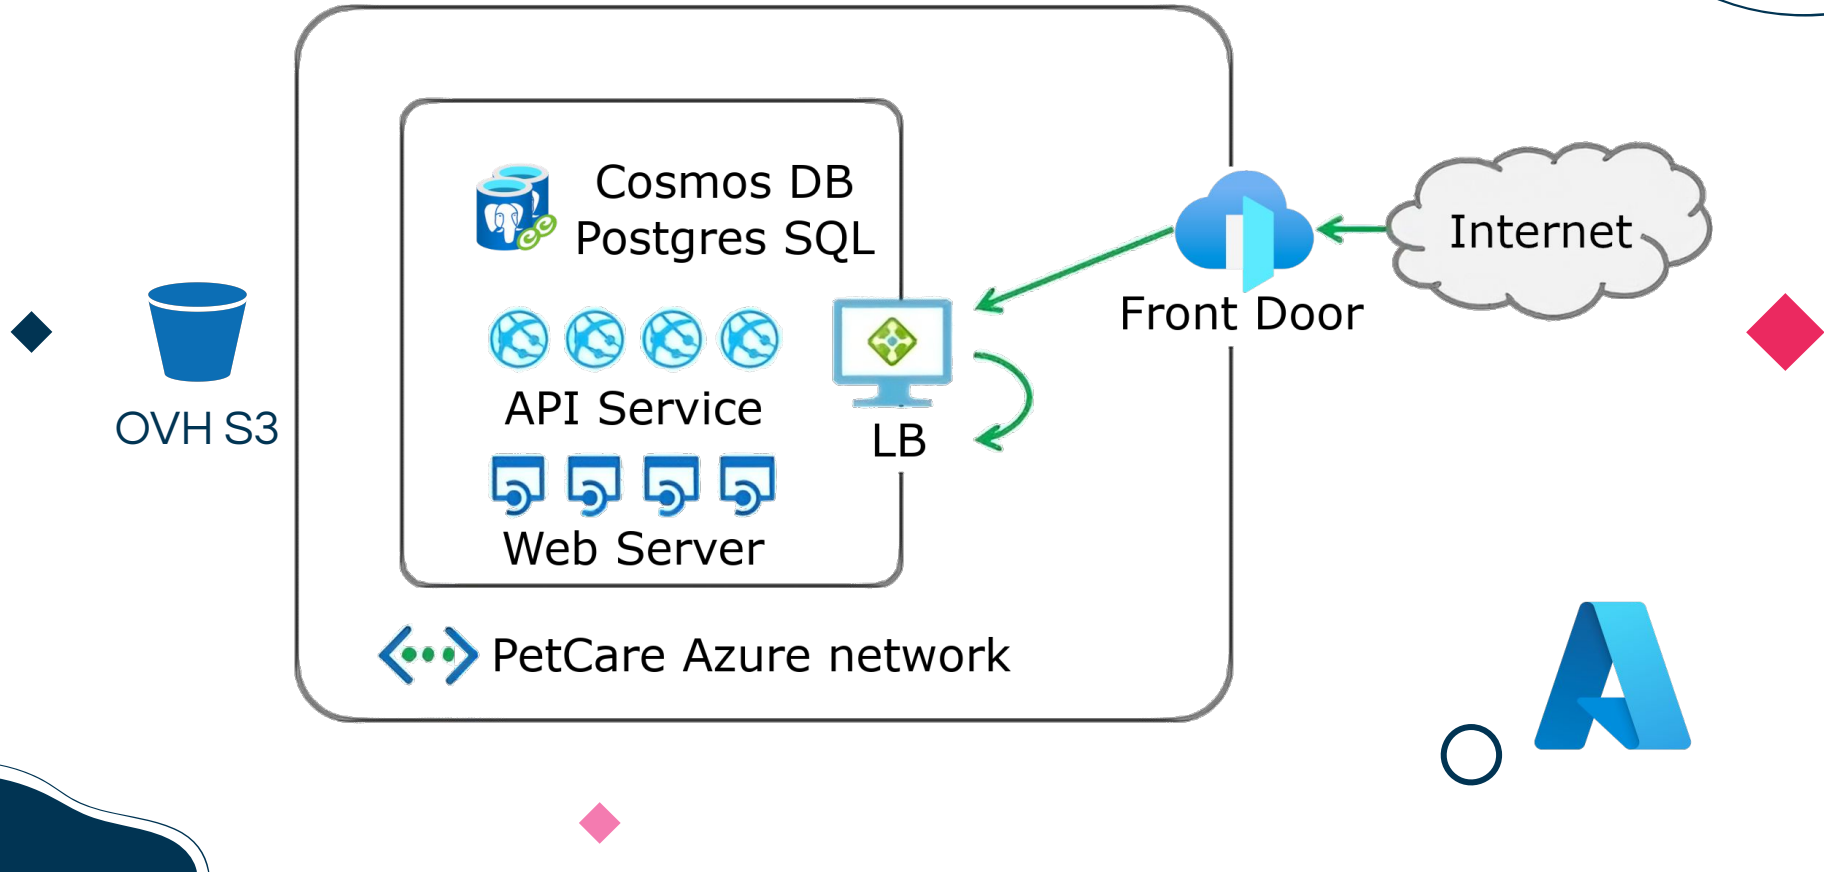 Cosmos DB
Postgres SQL
Internet
Front Door
API Service
OVH S3
LB
Web Server
PetCare Azure network